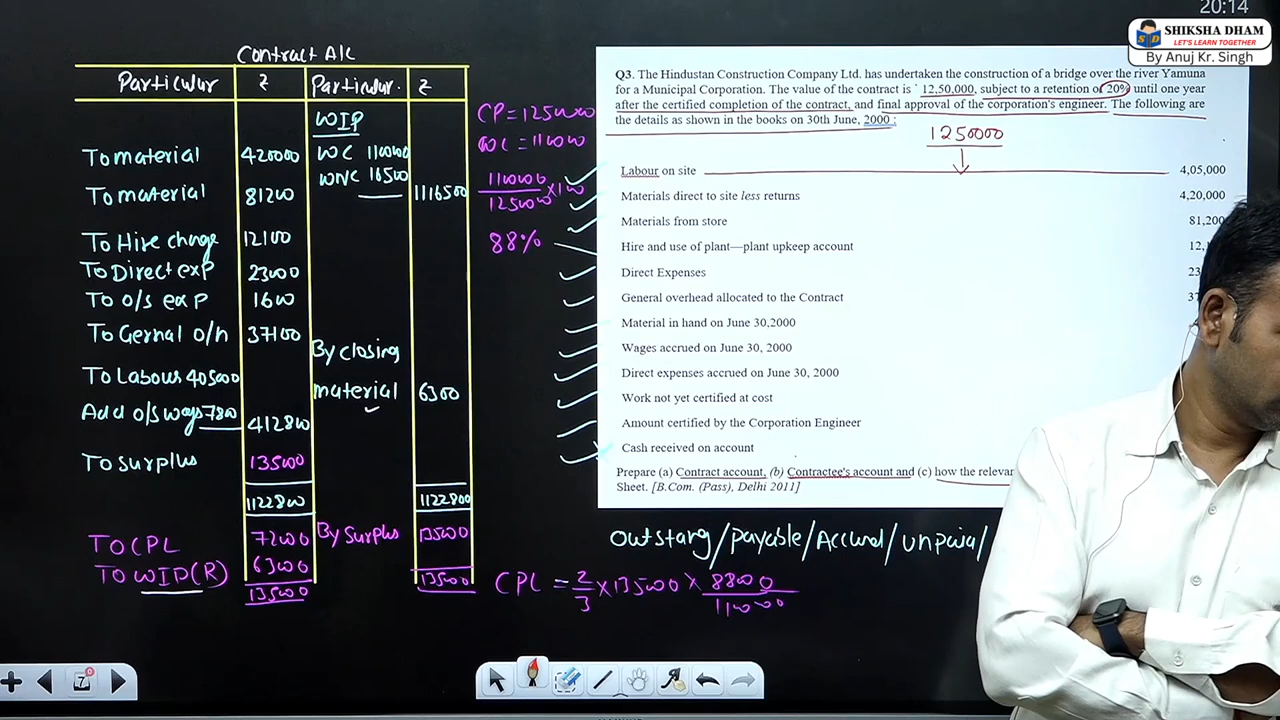 20:14
SHIKSHA DHAM
LET'S LEARN TOGETHER
By Anuj Kr. Singh
Contract A/C
Particular ₹ Particular ₹
WIP
To material 420000 WC 1100000
WNC 16500
To material 81200 1116500
To Hire charge 12100
To Direct exp 23000
To o/s exp 1600
To Gernal o/h 37100
By closing
To Labour 405000
material 6300
Add o/s wages 7800
412800
To Surplus 135000
1122800 1122800
To CPL 72000 By Surplus 135000
To WIP(R) 63000
135000 135000
CP = 1250000
WC = 1100000
1100000
1250000 ×100
88%
Q3. The Hindustan Construction Company Ltd. has undertaken the construction of a bridge over the river Yamuna
for a Municipal Corporation. The value of the contract is ` 12,50,000, subject to a retention of 20% until one year
after the certified completion of the contract, and final approval of the corporation's engineer. The following are
the details as shown in the books on 30th June, 2000 :
1250000
Labour on site 4,05,000
Materials direct to site less returns 4,20,000
Materials from store 81,200
Hire and use of plant—plant upkeep account 12,
Direct Expenses 23
General overhead allocated to the Contract 37
Material in hand on June 30,2000
Wages accrued on June 30, 2000
Direct expenses accrued on June 30, 2000
Work not yet certified at cost
Amount certified by the Corporation Engineer
Cash received on account
Prepare (a) Contract account, (b) Contractee's account and (c) how the relevan
Sheet. [B.Com. (Pass), Delhi 2011]
outstang/payable/Accured/unpaid/
CPL = 2/3 × 135000 × 880000/1100000
7